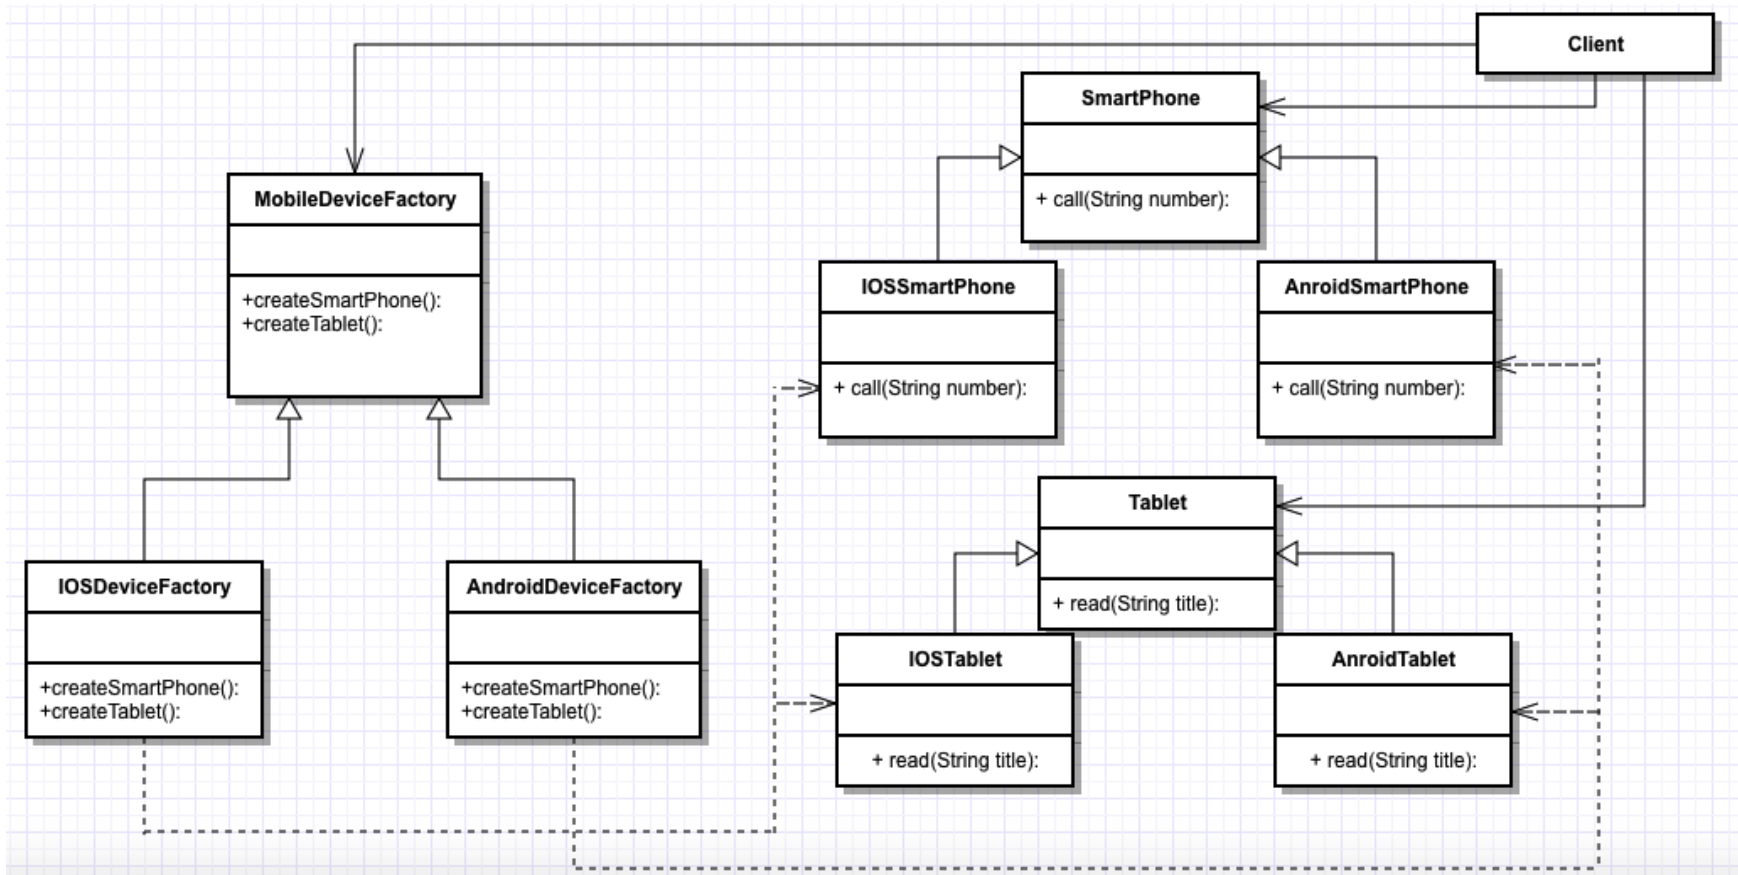 Client
SmartPhone
+ call(String number):
MobileDeviceFactory
+createSmartPhone():
+createTablet():
IOSSmartPhone
+ call(String number):
AnroidSmartPhone
+ call(String number):
Tablet
+ read(String title):
IOSDeviceFactory
+createSmartPhone():
+createTablet():
AndroidDeviceFactory
+createSmartPhone():
+createTablet():
IOSTablet
+ read(String title):
AnroidTablet
+ read(String title):